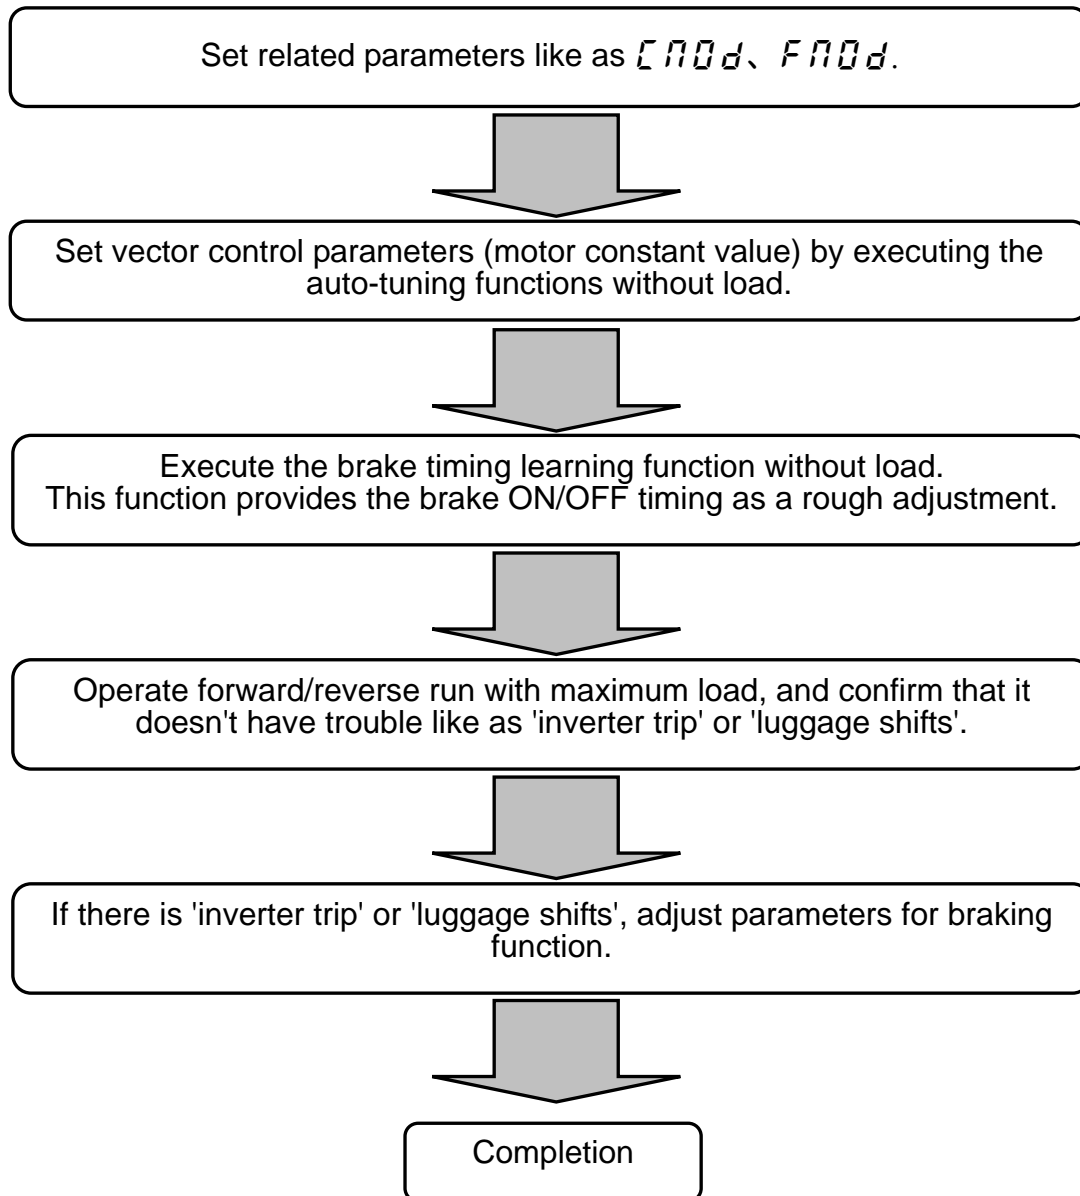 Set related parameters like as CMOd、FMOd.
Set vector control parameters (motor constant value) by executing the
auto-tuning functions without load.
Execute the brake timing learning function without load.
This function provides the brake ON/OFF timing as a rough adjustment.
Operate forward/reverse run with maximum load, and confirm that it
doesn't have trouble like as 'inverter trip' or 'luggage shifts'.
If there is 'inverter trip' or 'luggage shifts', adjust parameters for braking
function.
Completion